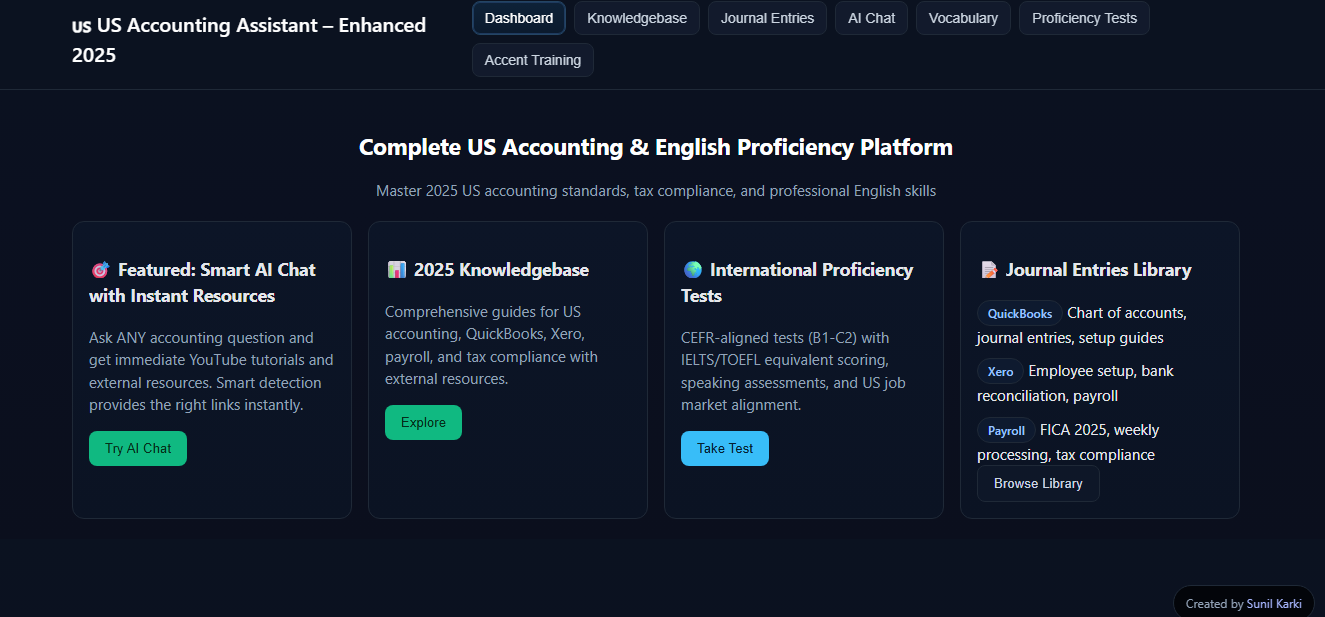 us US Accounting Assistant – Enhanced
2025
Dashboard
Knowledgebase
Journal Entries
AI Chat
Vocabulary
Proficiency Tests
Accent Training
Complete US Accounting & English Proficiency Platform
Master 2025 US accounting standards, tax compliance, and professional English skills
Featured: Smart AI Chat
with Instant Resources
Ask ANY accounting question and
get immediate YouTube tutorials and
external resources. Smart detection
provides the right links instantly.
Try AI Chat
2025 Knowledgebase
Comprehensive guides for US
accounting, QuickBooks, Xero,
payroll, and tax compliance with
external resources.
Explore
International Proficiency
Tests
CEFR-aligned tests (B1-C2) with
IELTS/TOEFL equivalent scoring,
speaking assessments, and US job
market alignment.
Take Test
Journal Entries Library
QuickBooks Chart of accounts,
journal entries, setup guides
Xero Employee setup, bank
reconciliation, payroll
Payroll FICA 2025, weekly
processing, tax compliance
Browse Library
Created by Sunil Karki